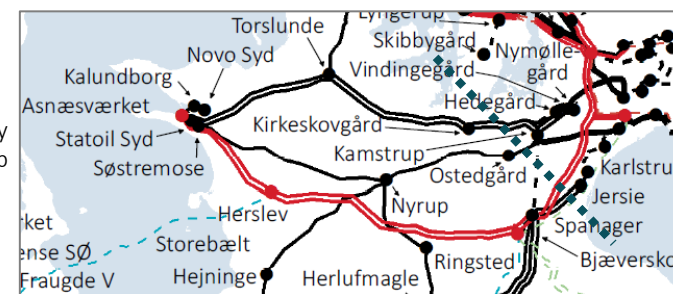 Torslunde
Lyngerup
Skibbygård
Nymølle-
gård
Novo Syd
Vindingegård
Kalundborg
Hedegård
Asnæsværket
Kirkeskovgård
Statoil Syd
Kamstrup
Søstremose
Ostedgård
Karlstru
Jersie
Nyrup
Herslev
Spanager
rket
Storebælt
ense SØ
Ringsted
Bjæversko
Fraugde V
Hejninge
Herlufmagle